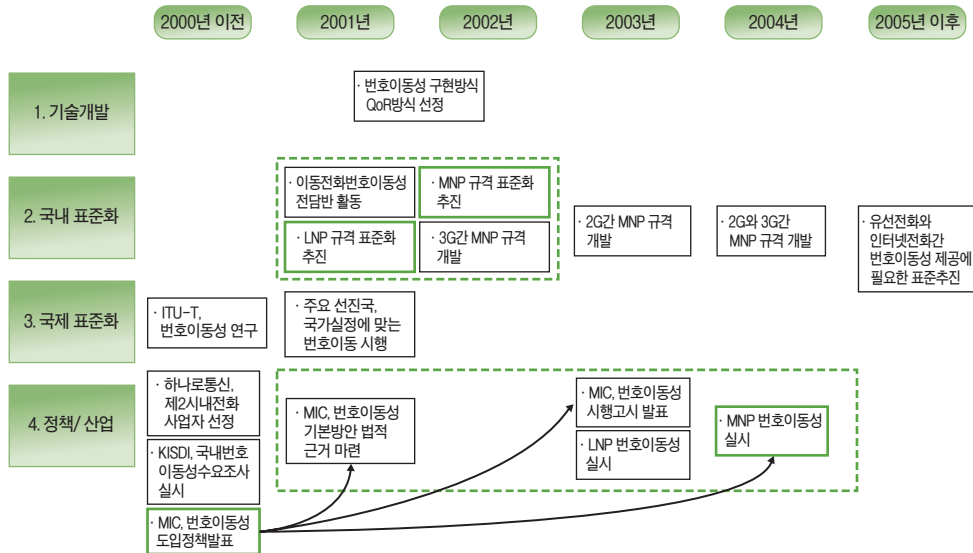 2000년 이전
2001년
2002년
2003년
2004년
2005년 이후
1. 기술개발
· 번호이동성 구현방식
QoR방식 선정
2. 국내 표준화
· 이동전화번호이동성
전담반 활동
· MNP 규격 표준화
추진
· LNP 규격 표준화
추진
· 3G간 MNP 규격
개발
· 2G간 MNP 규격
개발
· 2G와 3G간
MNP 규격 개발
· 유선전화와
인터넷전화간
번호이동성 제공에
필요한 표준추진
3. 국제 표준화
· ITU-T,
번호이동성 연구
· 주요 선진국,
국가실정에 맞는
번호이동 시행
4. 정책/ 산업
· 하나로통신,
제2시내전화
사업자 선정
· KISDI, 국내번호
이동성수요조사
실시
· MIC, 번호이동성
도입정책발표
· MIC, 번호이동성
기본방안 법적
근거 마련
· MIC, 번호이동성
시행고시 발표
· LNP 번호이동성
실시
· MNP 번호이동성
실시